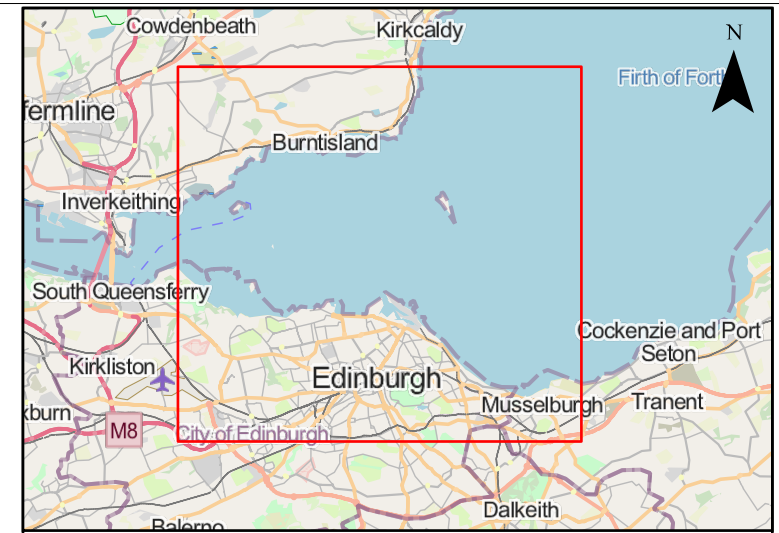 Cowdenbeath
Kirkcaldy
N
Firth of Forth
fermline
Burntisland
Inverkeithing
South Queensferry
Cockenzie and Port
Seton
Kirkliston
Edinburgh
xburn
Musselburgh
Tranent
M8
City of Edinburgh
Dalkeith
Balerno